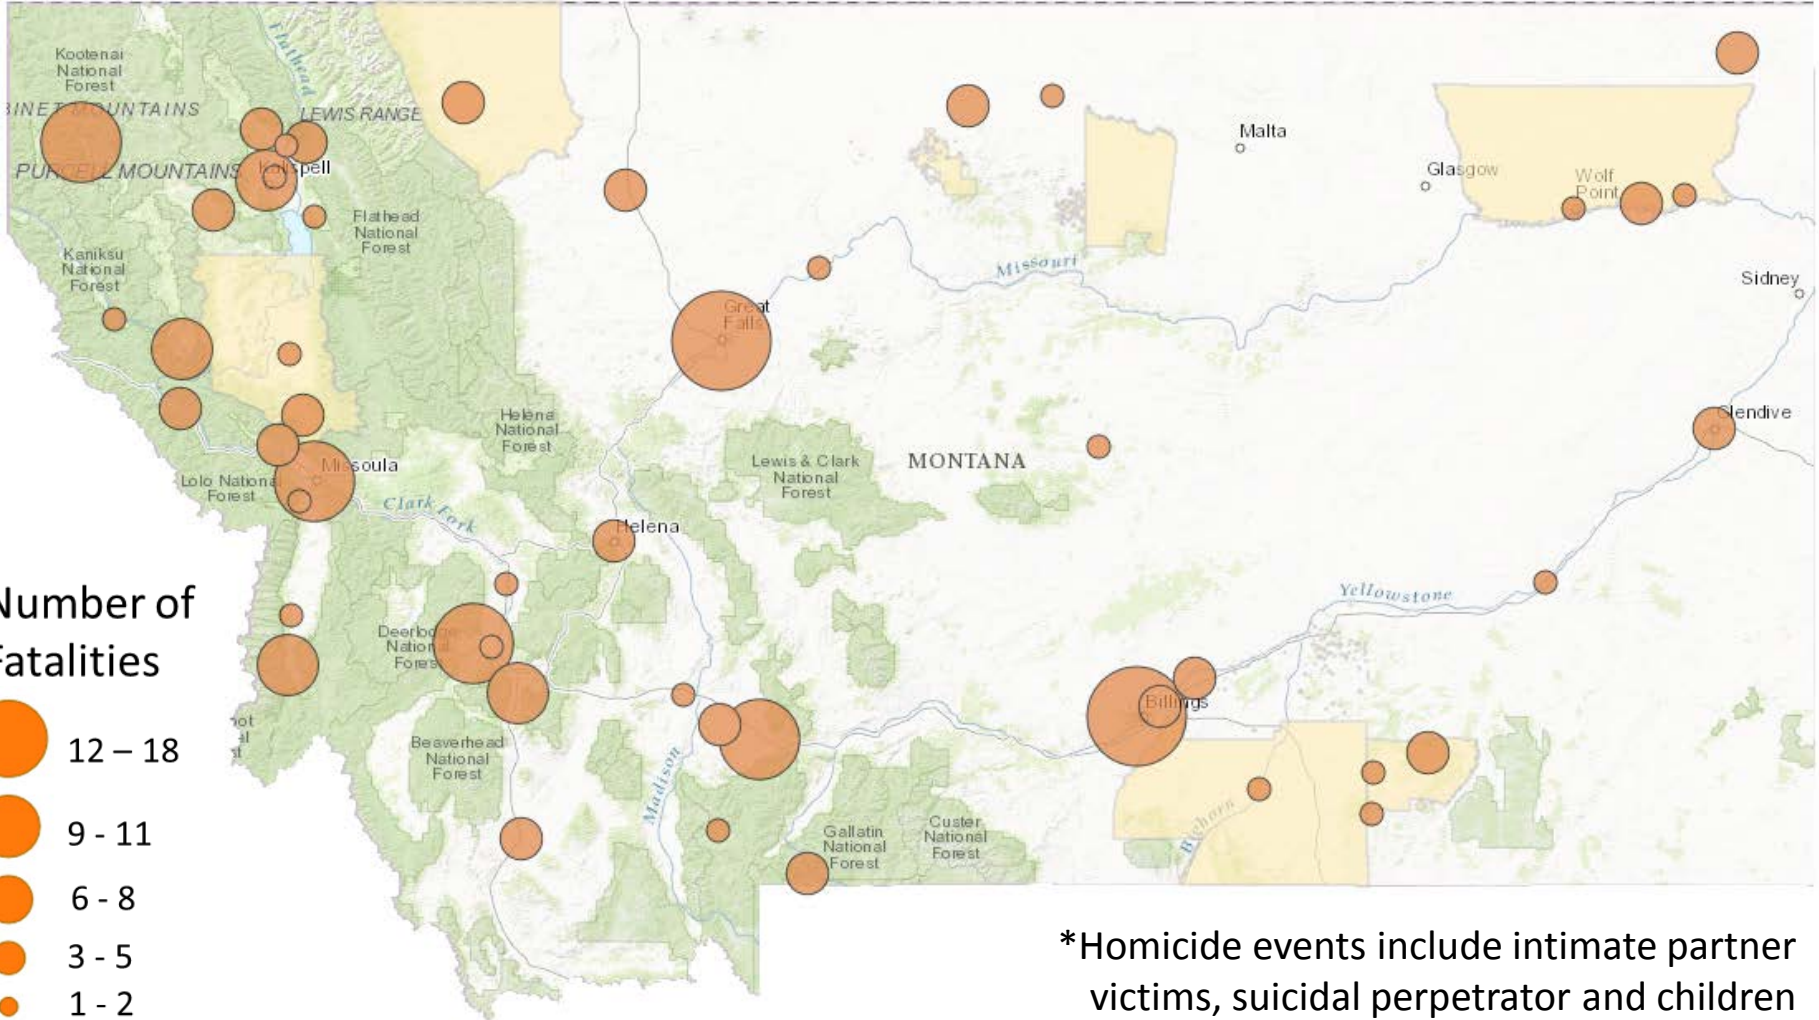 Kootenai
National
Forest
BINET MOUNTAINS
PURCELL MOUNTAINS
Flathead
LEWIS RANGE
Kalispell
Flathead
National
Forest
Kaniksu
National
Forest
Malta
Glasgow
Wolf
Point
Sidney
Missouri
Great
Falls
Glendive
Helena
National
Forest
Lewis & Clark
National
Forest
MONTANA
Missoula
Lolo National
Forest
Clark Fork
Helena
Yellowstone
Deerlodge
National
Forest
Billings
Beaverhead
National
Forest
Madison
Bighorn
Gallatin
National
Forest
Custer
National
Forest
Number of
Fatalities
12 – 18
9 - 11
6 - 8
3 - 5
1 - 2
*Homicide events include intimate partner
victims, suicidal perpetrator and children